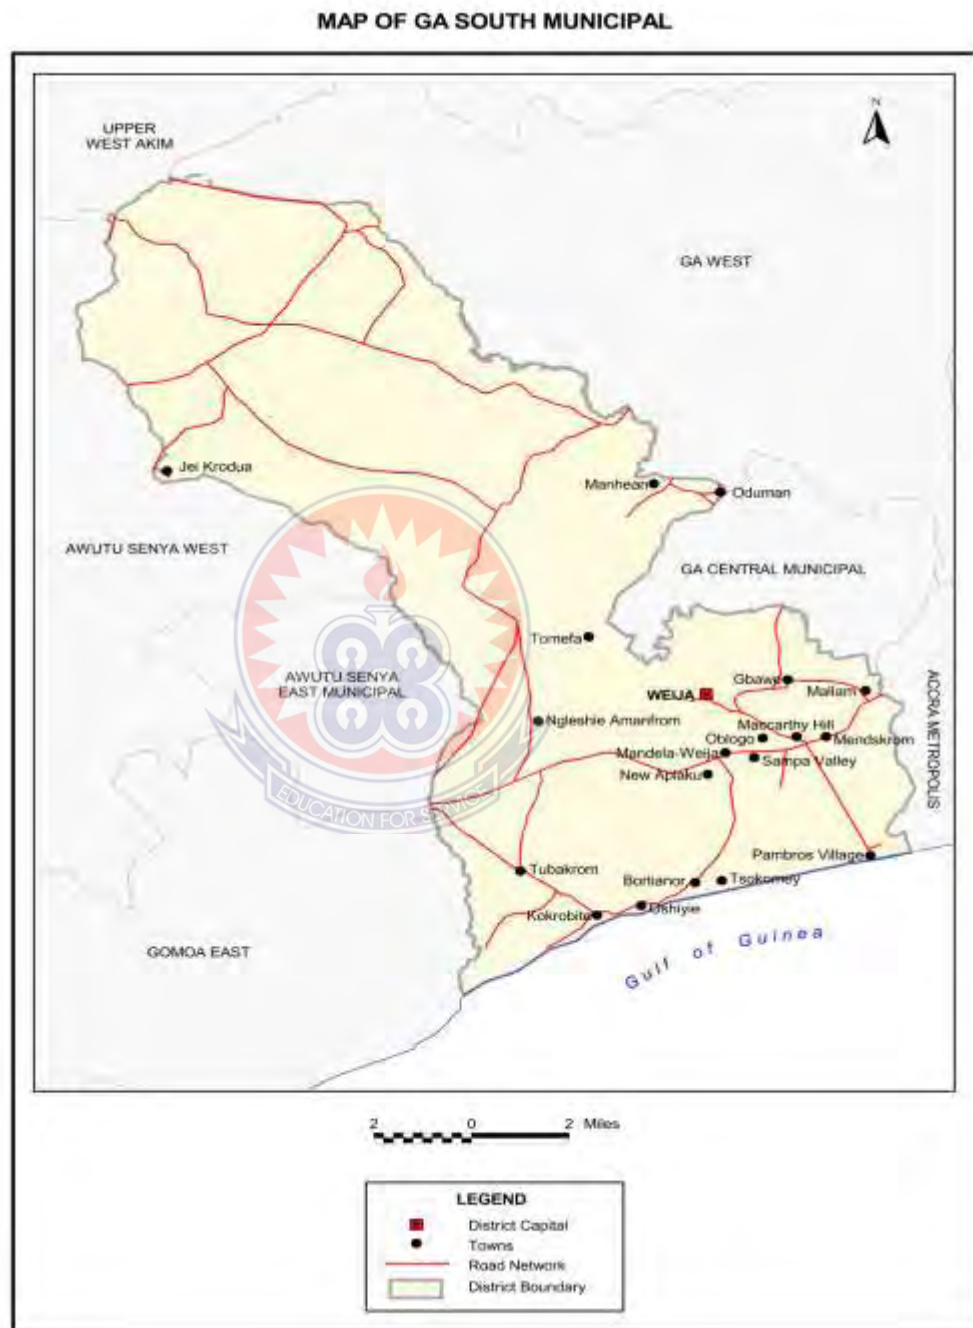 MAP OF GA SOUTH MUNICIPAL
N
UPPER
WEST AKIM
GA WEST
Jei Krodua
Manhean
Oduman
AWUTU SENYA WEST
GA CENTRAL MUNICIPAL
Tomefa
AWUTU SENYA
EAST MUNICIPAL
Gbawe
WEIJA
Mallam
ACCRA METROPOLIS
Ngleshie Amanfrom
Maccarthy Hill
Oblogo
Mendskrom
Mandela-Weija
Sampa Valley
New Aplaku
EDUCATION FOR SERVICE
Pambros Village
Tubakrom
Bortianor
Tsokomey
Kokrobite
Oshiyie
GOMOA EAST
Gulf of Guinea
2 0 2 Miles
LEGEND
District Capital
Towns
Road Network
District Boundary